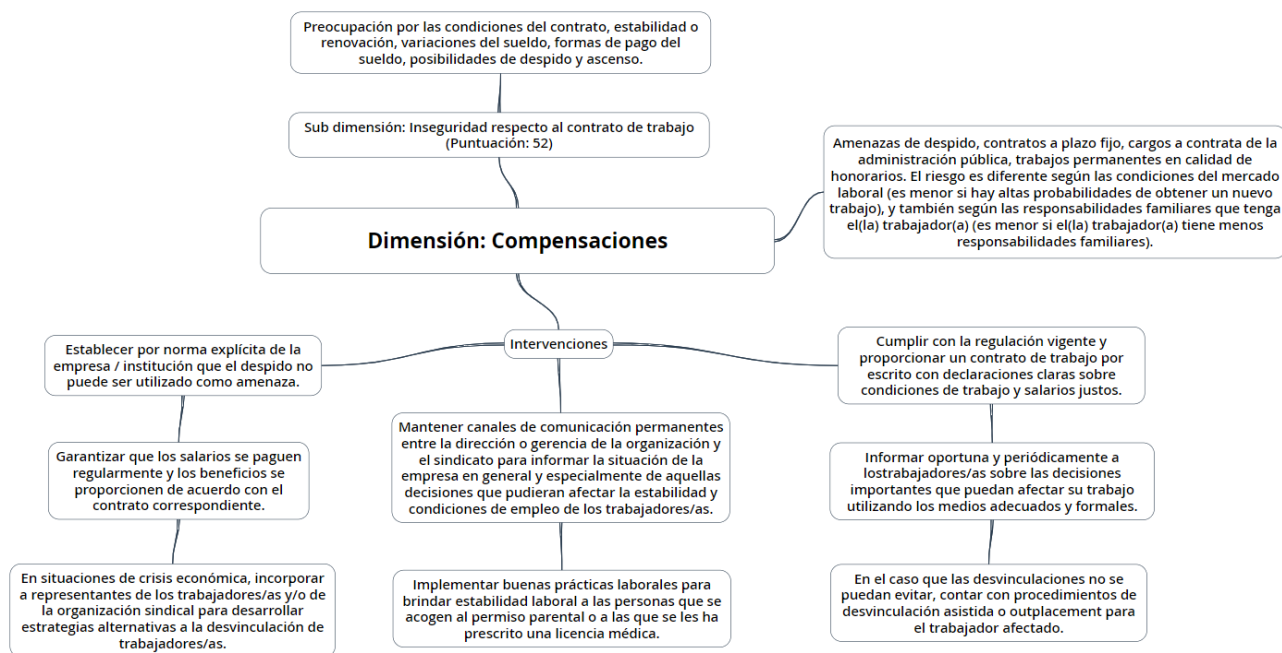 Preocupación por las condiciones del contrato, estabilidad o
renovación, variaciones del sueldo, formas de pago del
sueldo, posibilidades de despido y ascenso.
Sub dimensión: Inseguridad respecto al contrato de trabajo
(Puntuación: 52)
Amenazas de despido, contratos a plazo fijo, cargos a contrata de la
administración pública, trabajos permanentes en calidad de
honorarios. El riesgo es diferente según las condiciones del mercado
laboral (es menor si hay altas probabilidades de obtener un nuevo
trabajo), y también según las responsabilidades familiares que tenga
el(la) trabajador(a) (es menor si el(la) trabajador(a) tiene menos
responsabilidades familiares).
Dimensión: Compensaciones
Intervenciones
Establecer por norma explícita de la
empresa / institución que el despido no
puede ser utilizado como amenaza.
Garantizar que los salarios se paguen
regularmente y los beneficios se
proporcionen de acuerdo con el
contrato correspondiente.
En situaciones de crisis económica, incorporar
a representantes de los trabajadores/as y/o de
la organización sindical para desarrollar
estrategias alternativas a la desvinculación de
trabajadores/as.
Mantener canales de comunicación permanentes
entre la dirección o gerencia de la organización y
el sindicato para informar la situación de la
empresa en general y especialmente de aquellas
decisiones que pudieran afectar la estabilidad y
condiciones de empleo de los trabajadores/as.
Implementar buenas prácticas laborales para
brindar estabilidad laboral a las personas que se
acogen al permiso parental o a las que se les ha
prescrito una licencia médica.
Cumplir con la regulación vigente y
proporcionar un contrato de trabajo por
escrito con declaraciones claras sobre
condiciones de trabajo y salarios justos.
Informar oportuna y periódicamente a
lostrabajadores/as sobre las decisiones
importantes que puedan afectar su trabajo
utilizando los medios adecuados y formales.
En el caso que las desvinculaciones no se
puedan evitar, contar con procedimientos de
desvinculación asistida o outplacement para
el trabajador afectado.